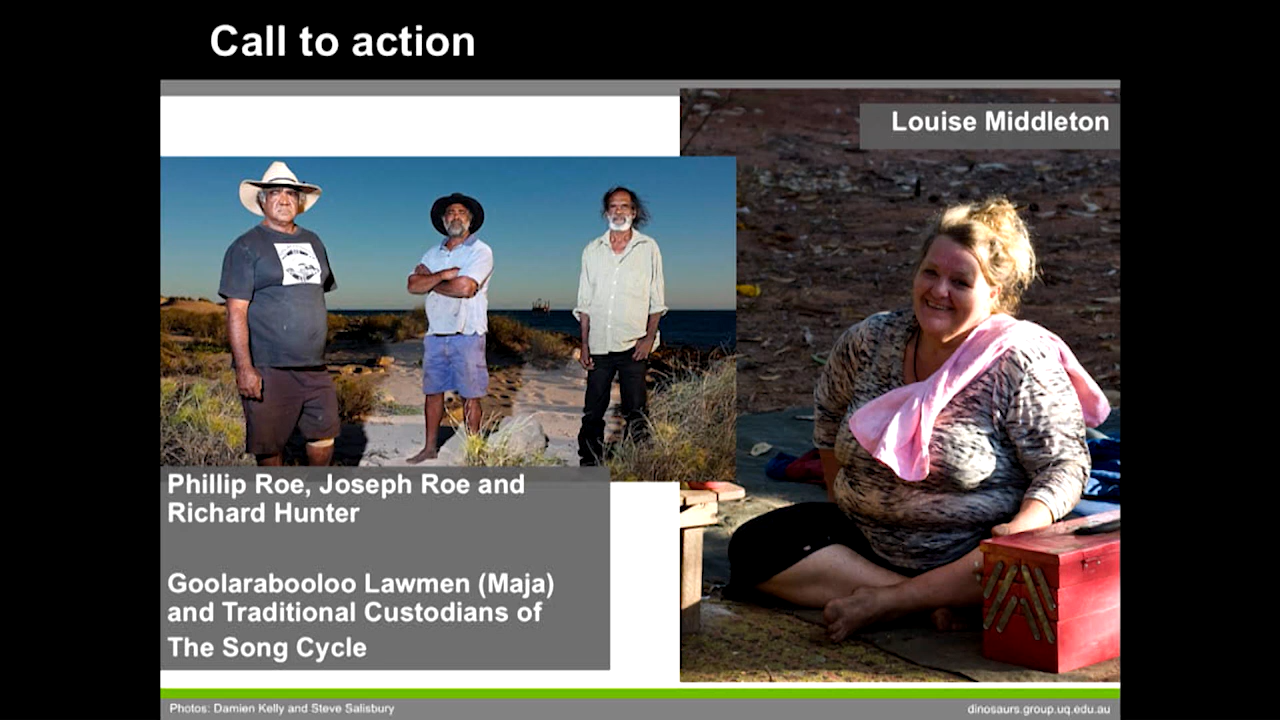 Call to action
Louise Middleton
Phillip Roe, Joseph Roe and
Richard Hunter
Goolarabooloo Lawmen (Maja)
and Traditional Custodians of
The Song Cycle
Photos: Damien Kelly and Steve Salisbury
dinosaurs.group.uq.edu.au